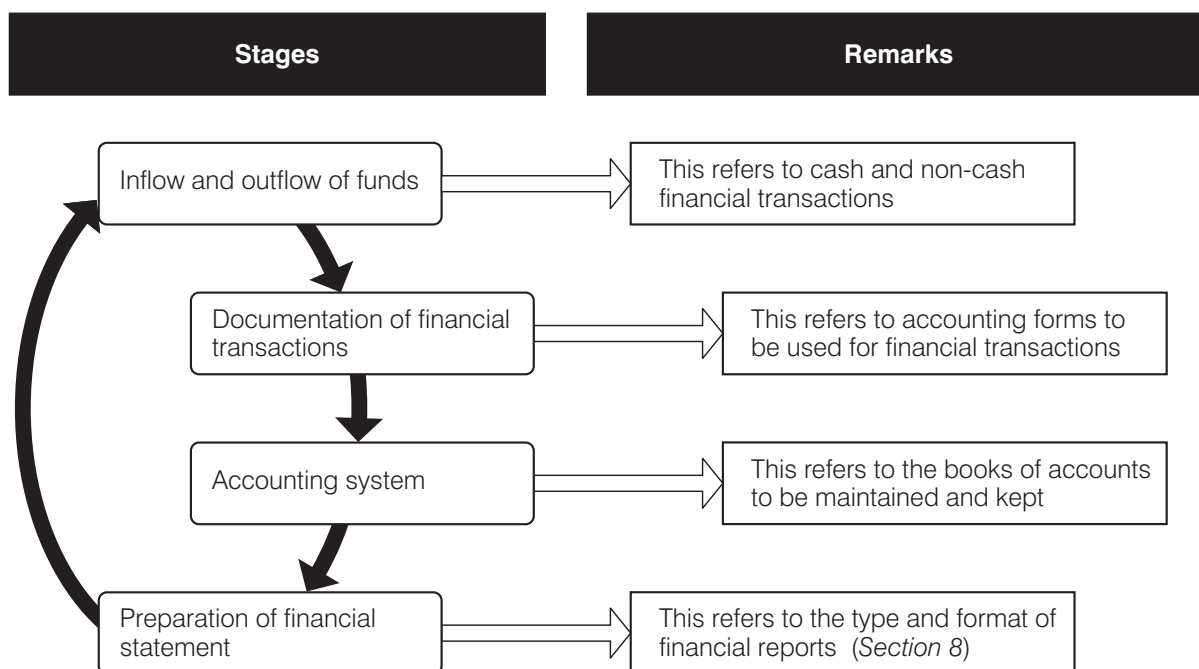 Stages
Remarks
Inflow and outflow of funds
This refers to cash and non-cash
financial transactions
Documentation of financial
transactions
This refers to accounting forms to
be used for financial transactions
Accounting system
This refers to the books of accounts
to be maintained and kept
Preparation of financial
statement
This refers to the type and format of
financial reports (Section 8)